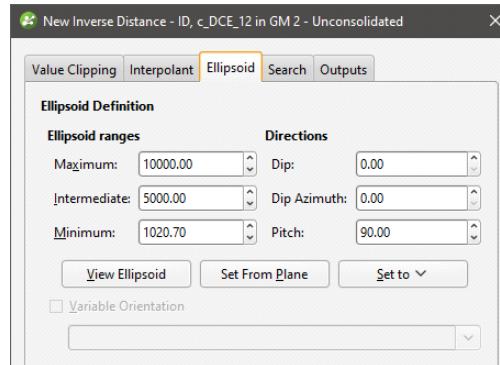 New Inverse Distance - ID, c_DCE_12 in GM 2 - Unconsolidated
Value Clipping Interpolant Ellipsoid Search Outputs
Ellipsoid Definition
Ellipsoid ranges Directions
Maximum: 10000.00 Dip: 0.00
Intermediate: 5000.00 Dip Azimuth: 0.00
Minimum: 1020.70 Pitch: 90.00
View Ellipsoid Set From Plane Set to
Variable Orientation